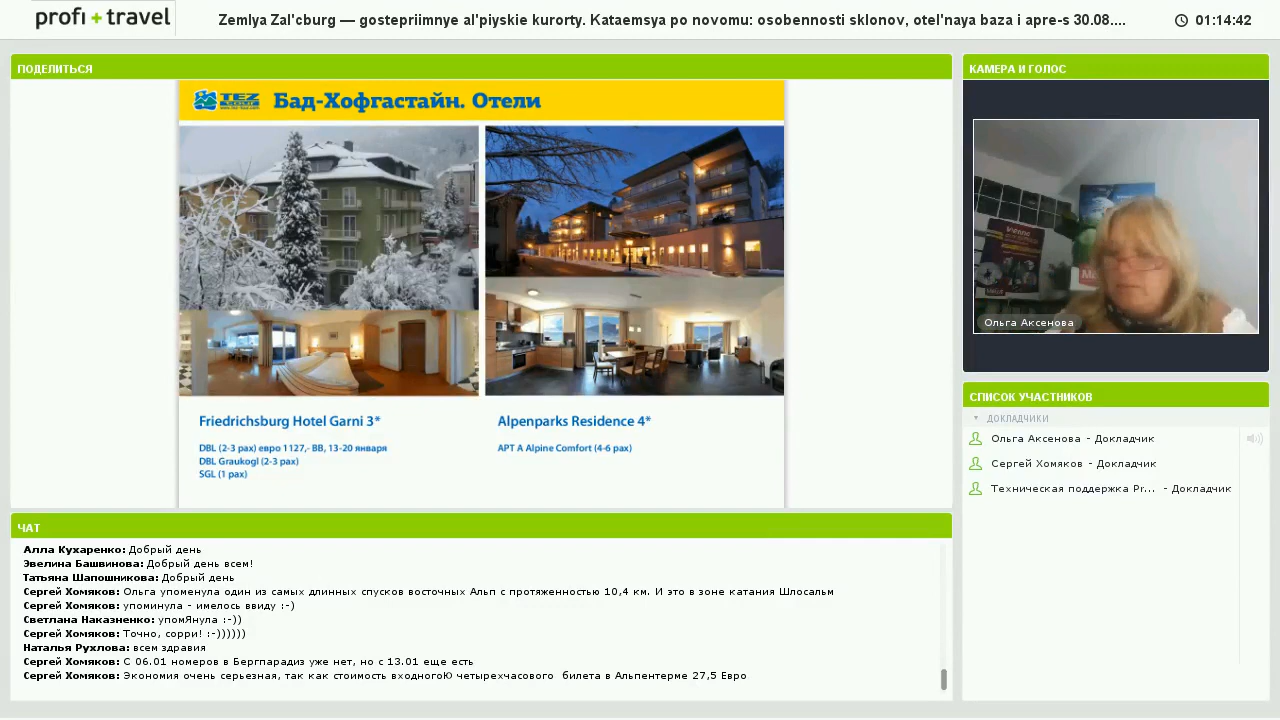 profi + travel
Zemlya Zal'cburg — gostepriimnye al'piyskie kurorty. Kataemsya po novomu: osobennosti sklonov, otel'naya baza i apre-s 30.08....
01:14:42
ПОДЕЛИТЬСЯ
TEZ TOUR
Бад-Хофгастайн. Отели
Friedrichsburg Hotel Garni 3*
DBL (2-3 pax) евро 1127,- BB, 13-20 января
DBL Graukogl (2-3 pax)
SGL (1 pax)
Alpenparks Residence 4*
APT A Alpine Comfort (4-6 pax)
КАМЕРА И ГОЛОС
Ольга Аксенова
СПИСОК УЧАСТНИКОВ
ДОКЛАДЧИКИ
Ольга Аксенова - Докладчик
Сергей Хомяков - Докладчик
Техническая поддержка Pr... - Докладчик
ЧАТ
Алла Кухаренко: Добрый день
Эвелина Башвинова: Добрый день всем!
Татьяна Шапошникова: Добрый день
Сергей Хомяков: Ольга упоменула один из самых длинных спусков восточных Альп с протяженностью 10,4 км. И это в зоне катания Шлосальм
Сергей Хомяков: упоминула - имелось ввиду :-)
Светлана Наказненко: упомЯнула :-))
Сергей Хомяков: Точно, сорри! :-))))))
Наталья Рухлова: всем здравия
Сергей Хомяков: С 06.01 номеров в Бергпарадиз уже нет, но с 13.01 еще есть
Сергей Хомяков: Экономия очень серьезная, так как стоимость входногоЮ четырехчасового билета в Альпентерме 27,5 Евро